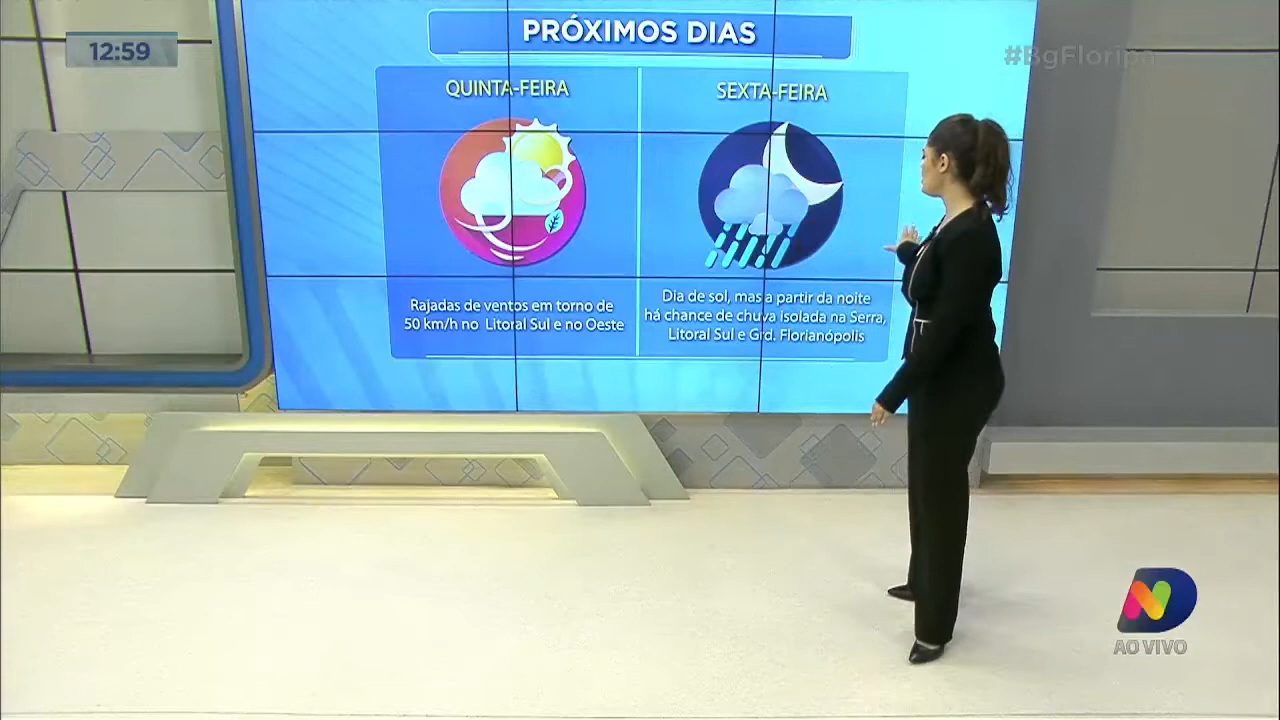 12:59
PRÓXIMOS DIAS
#BgFloripa
QUINTA-FEIRA
Rajadas de ventos em torno de
50 km/h no Litoral Sul e no Oeste
SEXTA-FEIRA
Dia de sol, mas a partir da noite
há chance de chuva isolada na Serra,
Litoral Sul e Grd. Florianópolis
AO VIVO